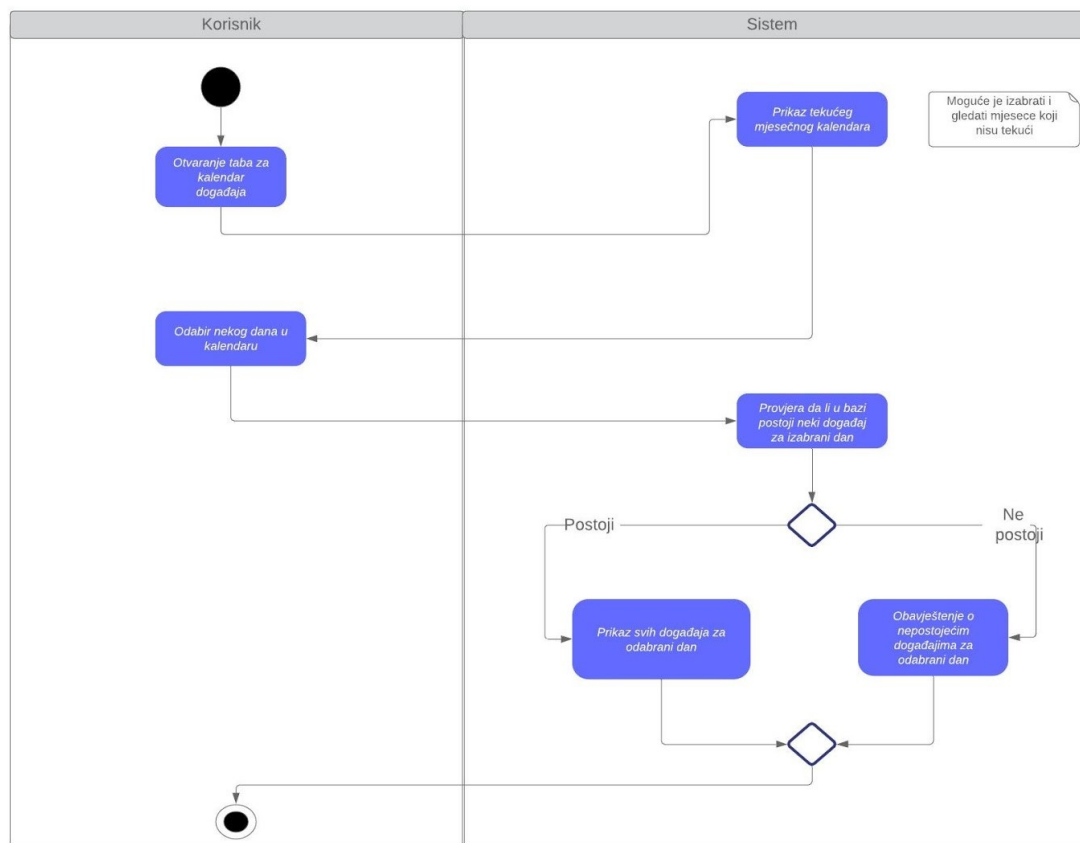 Korisnik
Sistem
Prikaz tekućeg
mjesečnog kalendara
Moguće je izabrati i
gledati mjesece koji
nisu tekući
Otvaranje taba za
kalendar
događaja
Odabir nekog dana u
kalendaru
Provjera da li u bazi
postoji neki događaj
za izabrani dan
Postoji
Ne
postoji
Prikaz svih događaja za
odabrani dan
Obavještenje o
nepostojećim
događajima za
odabrani dan